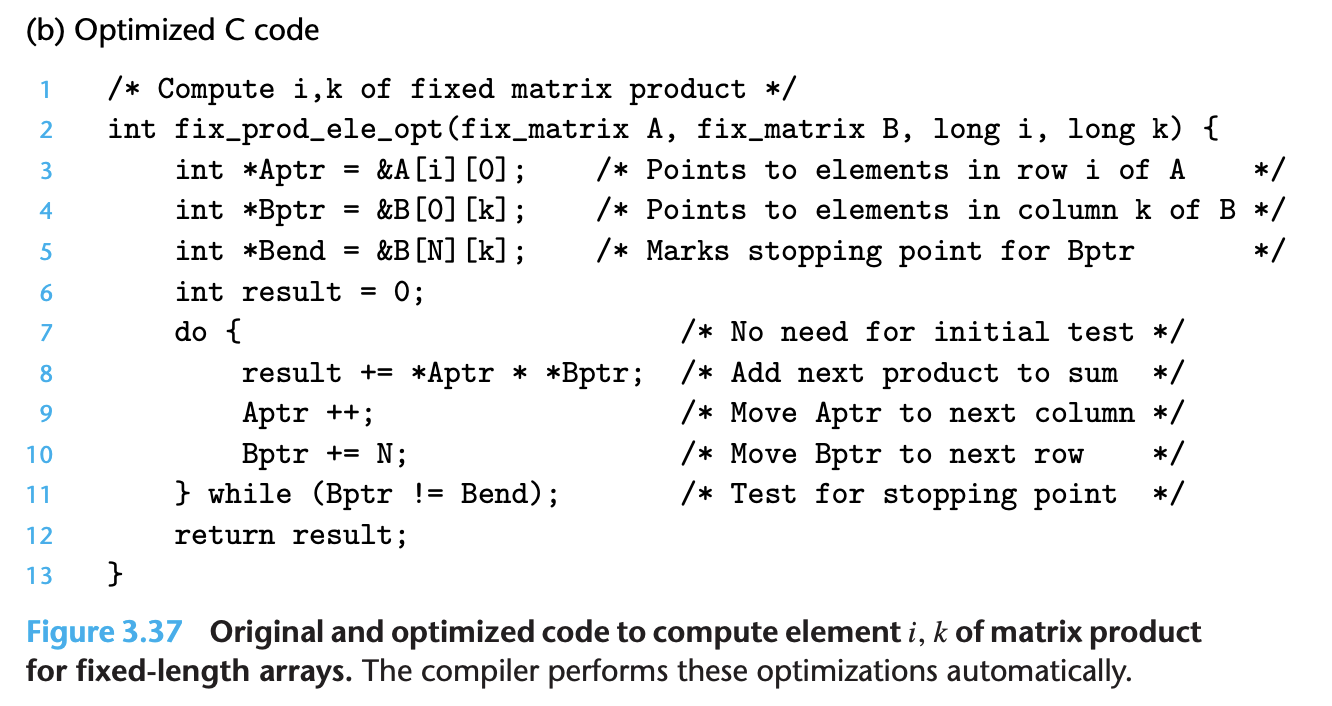 (b) Optimized C code
1 /* Compute i,k of fixed matrix product */
2 int fix_prod_ele_opt(fix_matrix A, fix_matrix B, long i, long k) {
3     int *Aptr = &A[i][0];    /* Points to elements in row i of A    */
4     int *Bptr = &B[0][k];    /* Points to elements in column k of B */
5     int *Bend = &B[N][k];    /* Marks stopping point for Bptr       */
6     int result = 0;
7     do {                          /* No need for initial test */
8         result += *Aptr * *Bptr;  /* Add next product to sum  */
9         Aptr ++;                  /* Move Aptr to next column */
10         Bptr += N;                /* Move Bptr to next row    */
11     } while (Bptr != Bend);       /* Test for stopping point  */
12     return result;
13 }
Figure 3.37 Original and optimized code to compute element i, k of matrix product
for fixed-length arrays. The compiler performs these optimizations automatically.